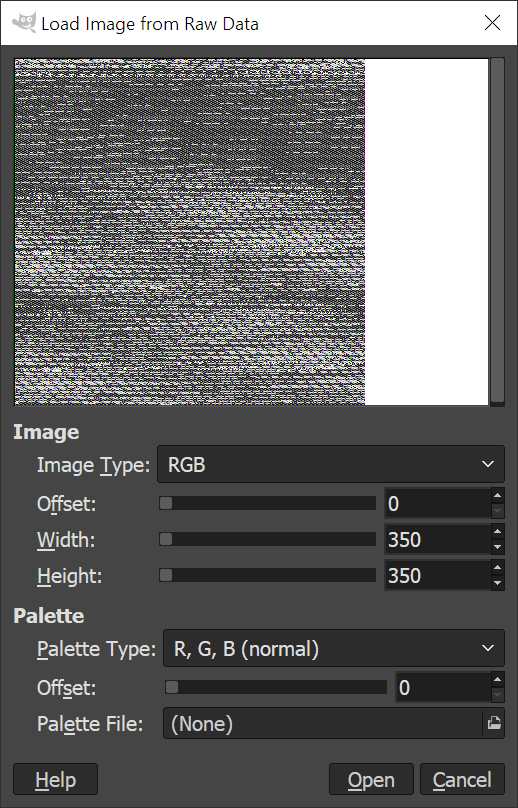 Load Image from Raw Data
Image
Image Type: RGB
Offset: 0
Width: 350
Height: 350
Palette
Palette Type: R, G, B (normal)
Offset: 0
Palette File: (None)
Help Open Cancel